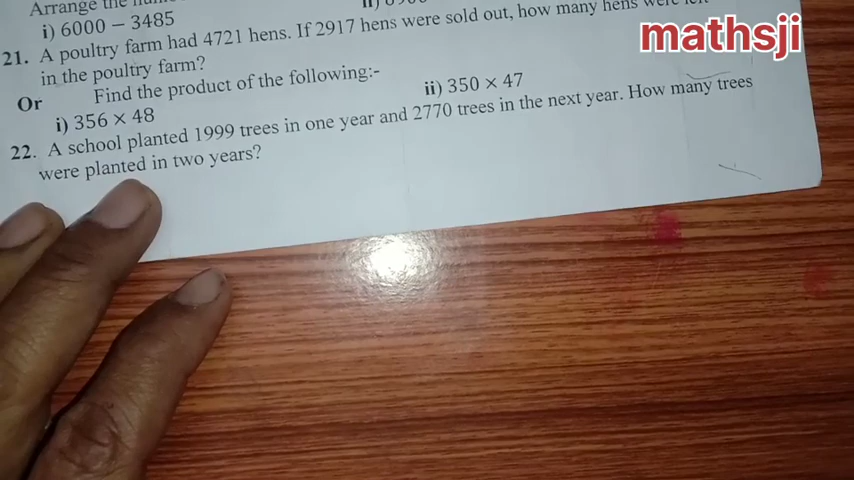 Arrange the
i) 6000 − 3485
ii)
21. A poultry farm had 4721 hens. If 2917 hens were sold out, how many hens were left
in the poultry farm?
Or Find the product of the following:-
i) 356 × 48
ii) 350 × 47
22. A school planted 1999 trees in one year and 2770 trees in the next year. How many trees
were planted in two years?
mathsji